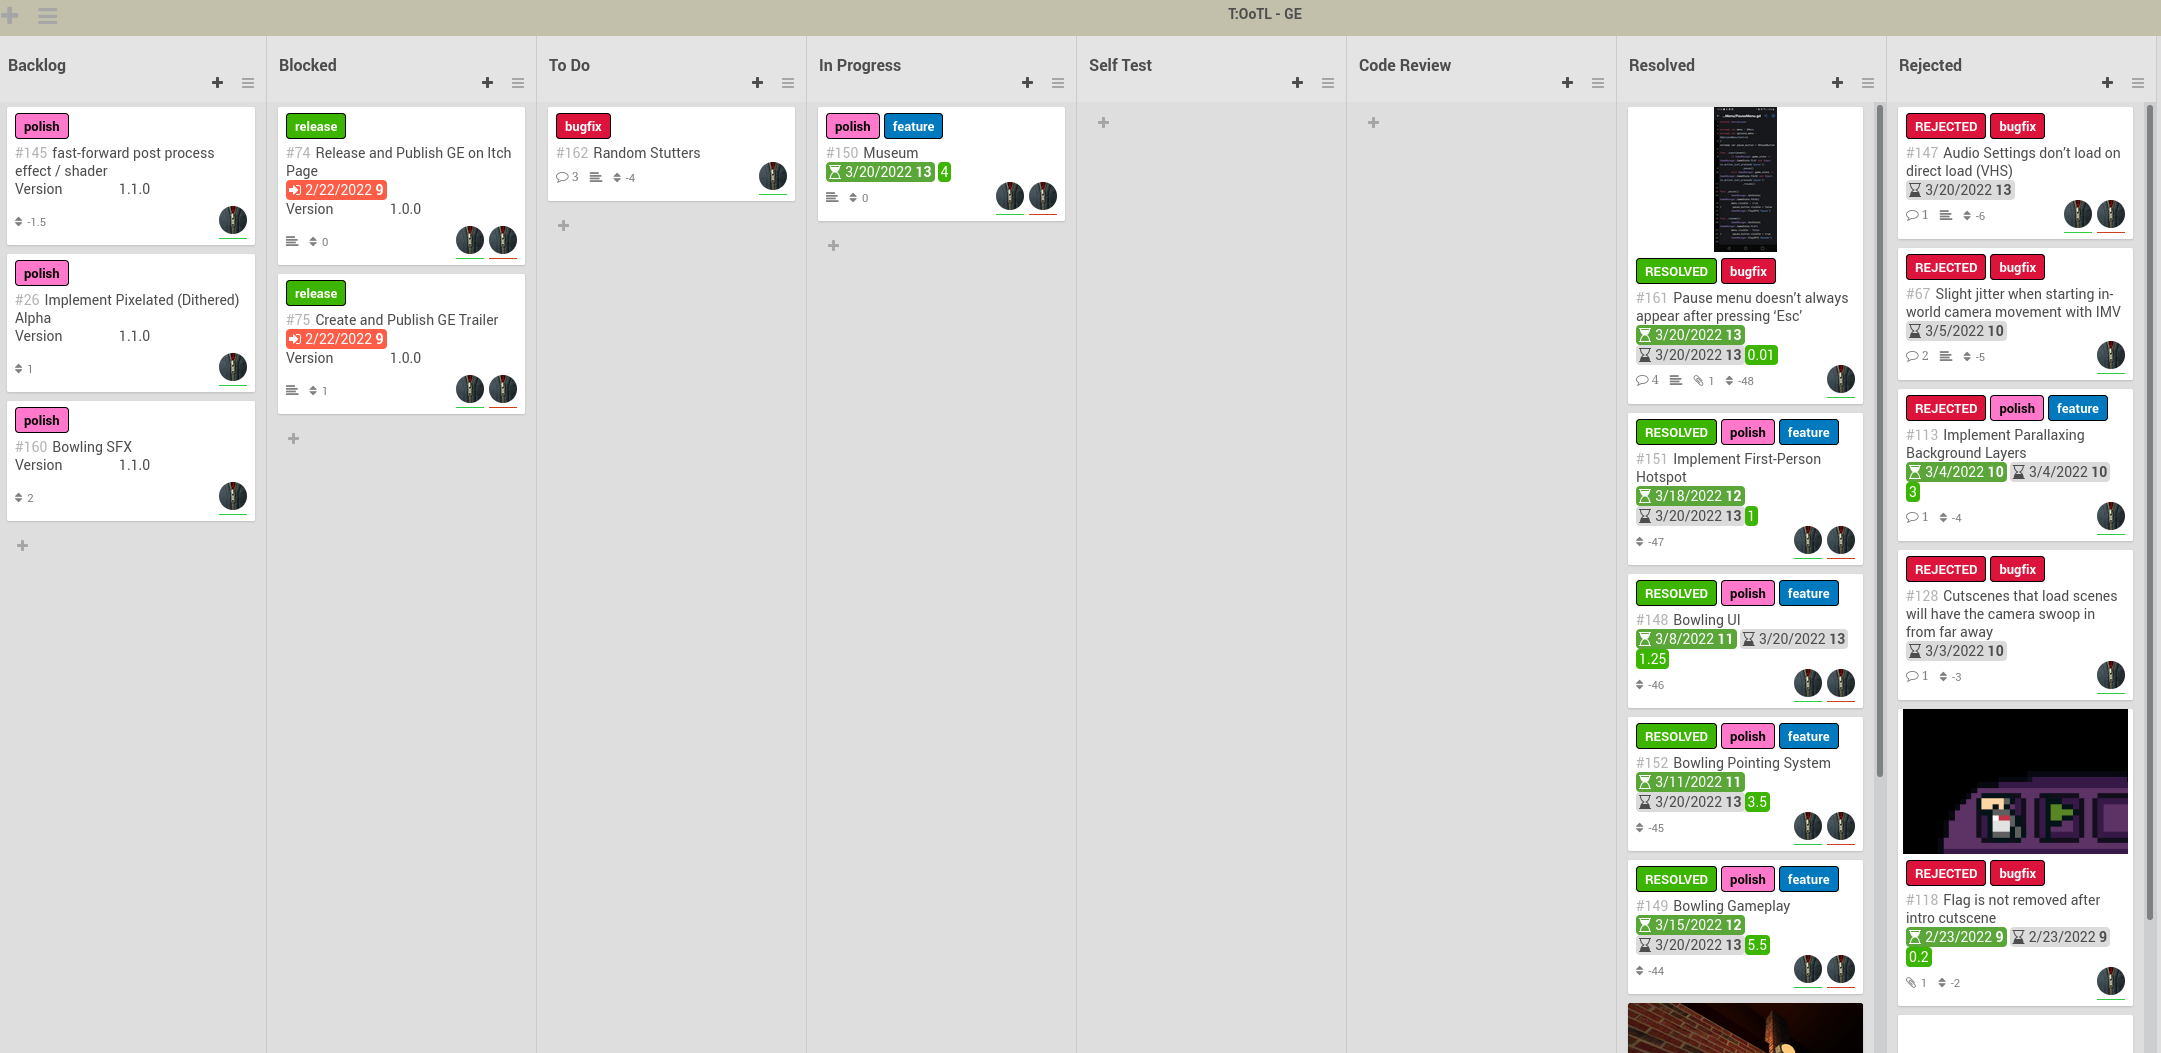 T:OoTL - GE
Backlog
polish
#145 fast-forward post process
effect / shader
Version 1.1.0
-1.5
polish
#26 Implement Pixelated (Dithered)
Alpha
Version 1.1.0
1
polish
#160 Bowling SFX
Version 1.1.0
2
Blocked
release
#74 Release and Publish GE on Itch
Page
2/22/2022 9
Version 1.0.0
0
release
#75 Create and Publish GE Trailer
2/22/2022 9
Version 1.0.0
1
To Do
bugfix
#162 Random Stutters
3 -4
In Progress
polish feature
#150 Museum
3/20/2022 13 4
0
Self Test
Code Review
Resolved
RESOLVED bugfix
#161 Pause menu doesn’t always
appear after pressing ‘Esc’
3/20/2022 13
3/20/2022 13 0.01
4 1 -48
RESOLVED polish feature
#151 Implement First-Person
Hotspot
3/18/2022 12
3/20/2022 13 1
-47
RESOLVED polish feature
#148 Bowling UI
3/8/2022 11 3/20/2022 13
1.25
-46
RESOLVED polish feature
#152 Bowling Pointing System
3/11/2022 11
3/20/2022 13 3.5
-45
RESOLVED polish feature
#149 Bowling Gameplay
3/15/2022 12
3/20/2022 13 5.5
-44
Rejected
REJECTED bugfix
#147 Audio Settings don’t load on
direct load (VHS)
3/20/2022 13
1 -6
REJECTED bugfix
#67 Slight jitter when starting in-
world camera movement with IMV
3/5/2022 10
2 -5
REJECTED polish feature
#113 Implement Parallaxing
Background Layers
3/4/2022 10 3/4/2022 10
3
1 -4
REJECTED bugfix
#128 Cutscenes that load scenes
will have the camera swoop in
from far away
3/3/2022 10
1 -3
REJECTED bugfix
#118 Flag is not removed after
intro cutscene
2/23/2022 9 2/23/2022 9
0.2
1 -2